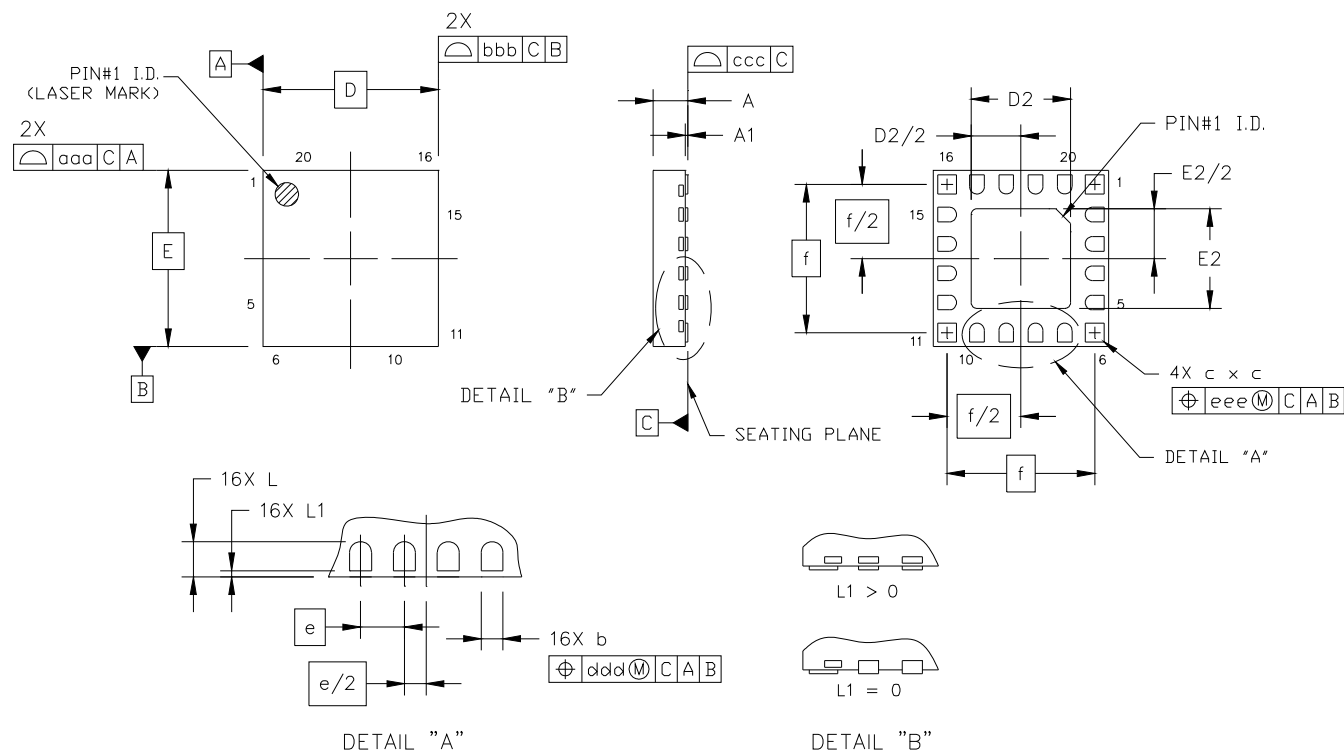 2X
bbb C B
A
D
PIN#1 I.D.
(LASER MARK)
2X
aaa C A
20
16
1
15
E
5
11
6
10
B
ccc C
A
A1
DETAIL "B"
C
SEATING PLANE
D2
D2/2
PIN#1 I.D.
16
20
1
E2/2
15
f/2
f
E2
5
11
10
6
4X c x c
⌖ eee Ⓜ C A B
f/2
f
DETAIL "A"
16X L
16X L1
e
e/2
16X b
⌖ ddd Ⓜ C A B
DETAIL "A"
L1 > 0
L1 = 0
DETAIL "B"